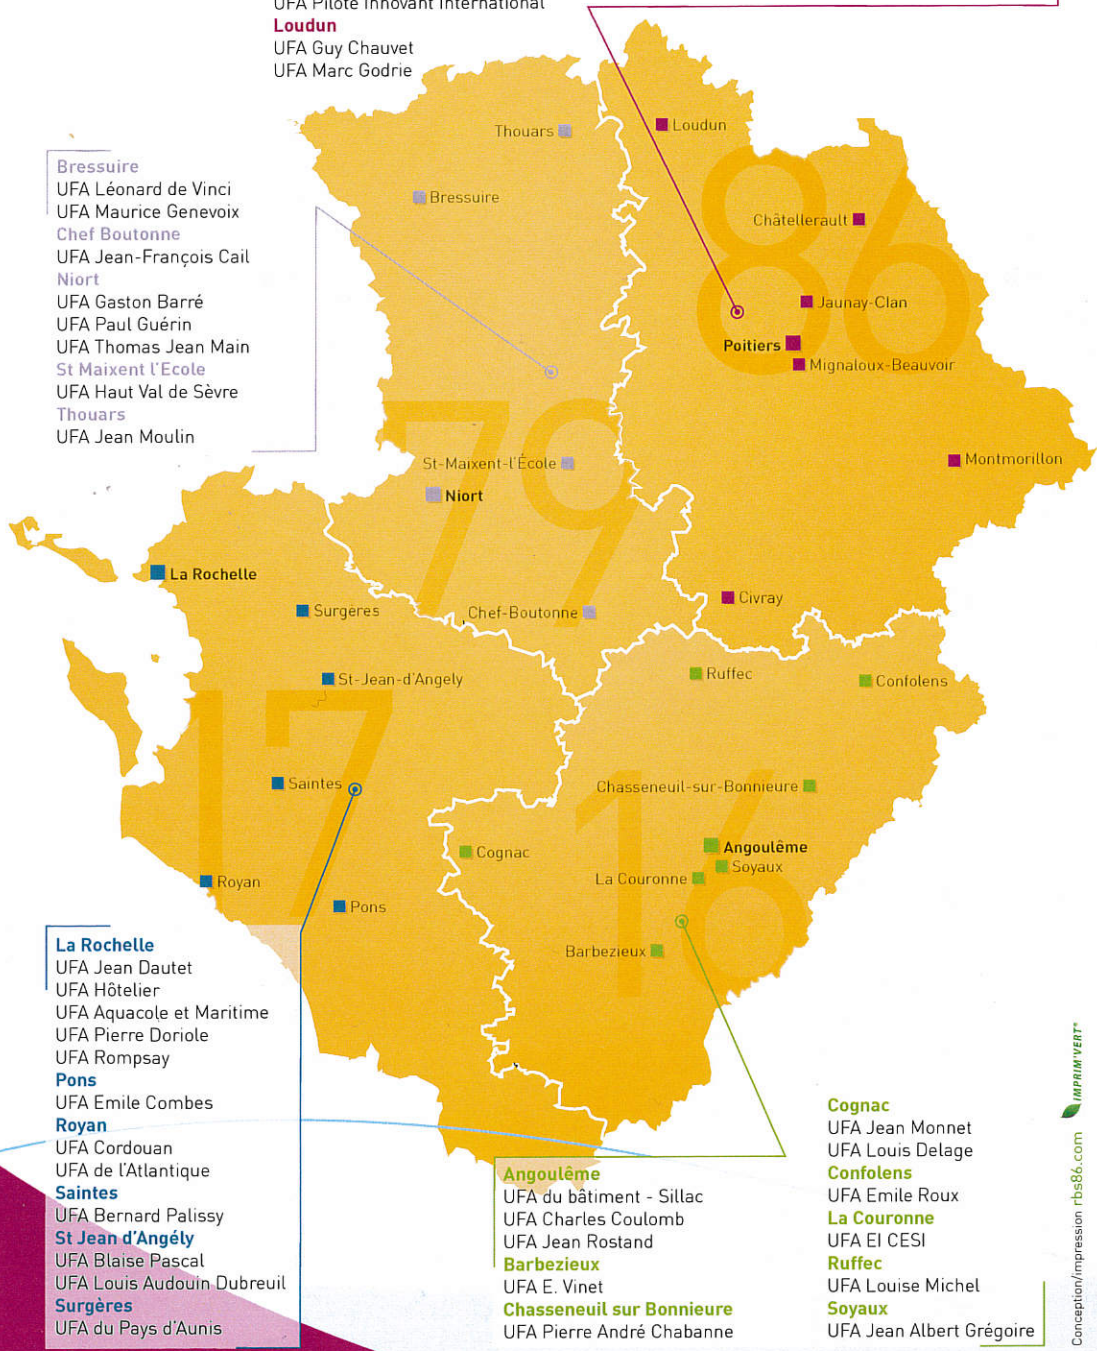 UFA Pilote Innovant International
Loudun
UFA Guy Chauvet
UFA Marc Godrie
Bressuire
UFA Léonard de Vinci
UFA Maurice Genevoix
Chef Boutonne
UFA Jean-François Cail
Niort
UFA Gaston Barré
UFA Paul Guérin
UFA Thomas Jean Main
St Maixent l'Ecole
UFA Haut Val de Sèvre
Thouars
UFA Jean Moulin
Thouars
Loudun
Bressuire
86
Châtellerault
Jaunay-Clan
Poitiers
Mignaloux-Beauvoir
79
St-Maixent-l'École
Montmorillon
Niort
La Rochelle
Surgères
Chef-Boutonne
Civray
St-Jean-d'Angely
Ruffec
Confolens
17
Saintes
16
Chasseneuil-sur-Bonnieure
Cognac
Angoulême
Soyaux
La Couronne
Royan
Pons
Barbezieux
La Rochelle
UFA Jean Dautet
UFA Hôtelier
UFA Aquacole et Maritime
UFA Pierre Doriole
UFA Rompsay
Pons
UFA Emile Combes
Royan
UFA Cordouan
UFA de l'Atlantique
Saintes
UFA Bernard Palissy
St Jean d'Angély
UFA Blaise Pascal
UFA Louis Audouin Dubreuil
Surgères
UFA du Pays d'Aunis
Angoulême
UFA du bâtiment - Sillac
UFA Charles Coulomb
UFA Jean Rostand
Barbezieux
UFA E. Vinet
Chasseneuil sur Bonnieure
UFA Pierre André Chabanne
Cognac
UFA Jean Monnet
UFA Louis Delage
Confolens
UFA Emile Roux
La Couronne
UFA EI CESI
Ruffec
UFA Louise Michel
Soyaux
UFA Jean Albert Grégoire
Conception/impression rbs86.com IMPRIM'VERT®